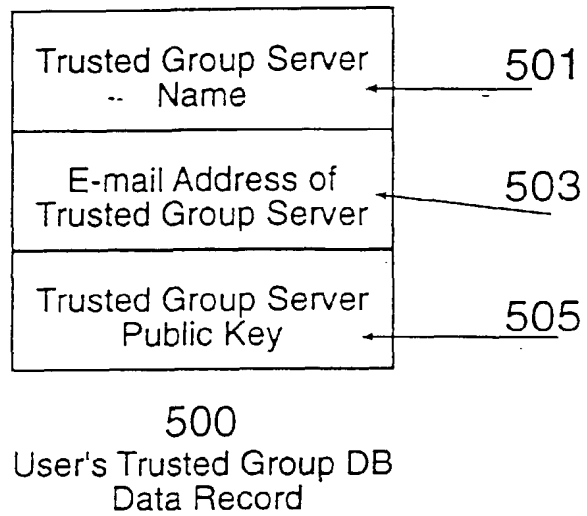 Trusted Group Server
Name
501
E-mail Address of
Trusted Group Server
503
Trusted Group Server
Public Key
505
500
User's Trusted Group DB
Data Record